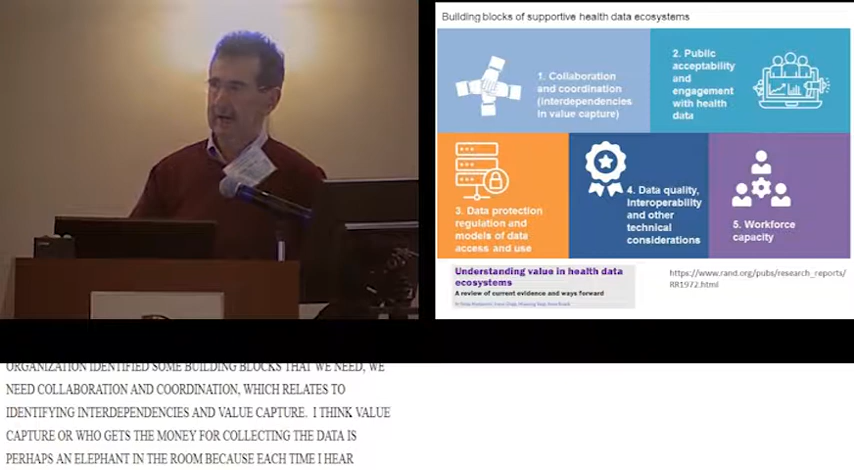 Building blocks of supportive health data ecosystems
1. Collaboration
and coordination
(interdependencies
in value capture)
2. Public
acceptability
and
engagement
with health
data
3. Data protection
regulation and
models of data
access and use
4. Data quality,
Interoperability
and other
technical
considerations
5. Workforce
capacity
Understanding value in health data
ecosystems
A review of current evidence and ways forward
https://www.rand.org/pubs/research_reports/
RR1972.html
ORGANIZATION IDENTIFIED SOME BUILDING BLOCKS THAT WE NEED, WE
NEED COLLABORATION AND COORDINATION, WHICH RELATES TO
IDENTIFYING INTERDEPENDENCIES AND VALUE CAPTURE. I THINK VALUE
CAPTURE OR WHO GETS THE MONEY FOR COLLECTING THE DATA IS
PERHAPS AN ELEPHANT IN THE ROOM BECAUSE EACH TIME I HEAR